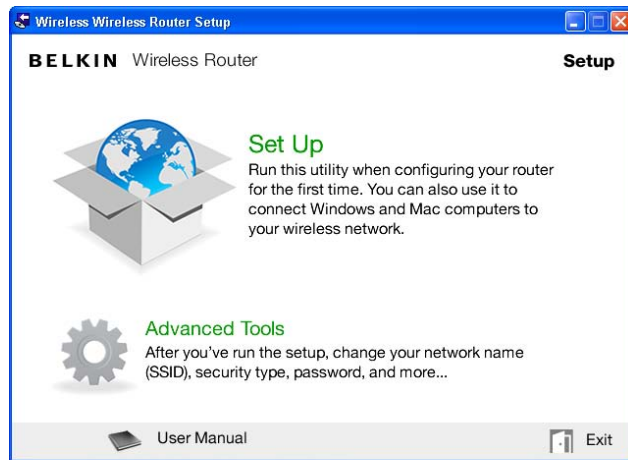 Wireless Wireless Router Setup
BELKIN Wireless Router Setup
Set Up
Run this utility when configuring your router
for the first time. You can also use it to
connect Windows and Mac computers to
your wireless network.
Advanced Tools
After you've run the setup, change your network name
(SSID), security type, password, and more...
User Manual Exit